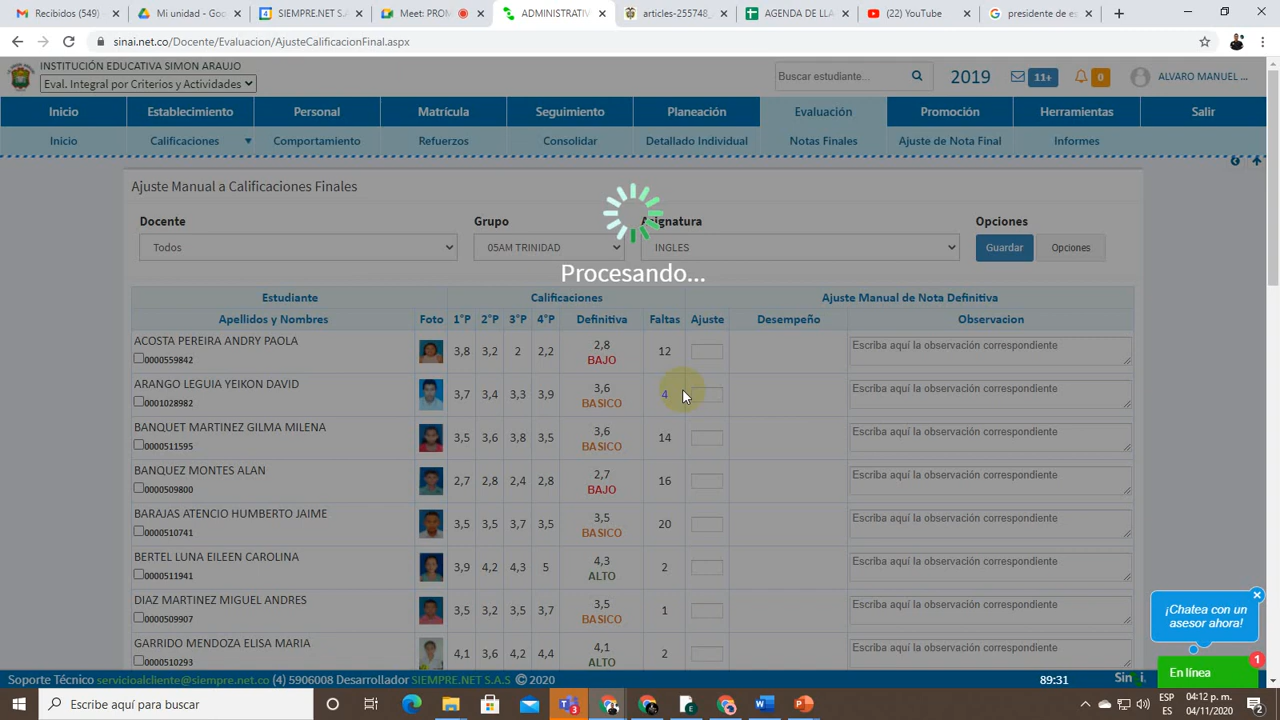 Recibidos (549) -
Mi unidad - Goo
SIEMPRE.NET S.A.
Meet: PROM
ADMINISTRATIV
articles-255748_
AGENDA DE LLA
(22) YouTube
presidente de es
sinai.net.co/Docente/Evaluacion/AjusteCalificacionFinal.aspx
INSTITUCIÓN EDUCATIVA SIMON ARAUJO
Eval. Integral por Criterios y Actividades
Buscar estudiante...
2019
11+
0
ALVARO MANUEL ...
Inicio Establecimiento Personal Matrícula Seguimiento Planeación Evaluación Promoción Herramientas Salir
Inicio Calificaciones Comportamiento Refuerzos Consolidar Detallado Individual Notas Finales Ajuste de Nota Final Informes
Ajuste Manual a Calificaciones Finales
Docente Grupo Asignatura Opciones
Todos 05AM TRINIDAD INGLES Guardar Opciones
Procesando...
Estudiante Calificaciones Ajuste Manual de Nota Definitiva
Apellidos y Nombres Foto 1°P 2°P 3°P 4°P Definitiva Faltas Ajuste Desempeño Observacion
ACOSTA PEREIRA ANDRY PAOLA
0000559842
3,8 3,2 2 2,2 2,8 12 Escriba aquí la observación correspondiente
BAJO
ARANGO LEGUIA YEIKON DAVID
0001028982
3,7 3,4 3,3 3,9 3,6 4 Escriba aquí la observación correspondiente
BASICO
BANQUET MARTINEZ GILMA MILENA
0000511595
3,5 3,6 3,8 3,5 3,6 14 Escriba aquí la observación correspondiente
BASICO
BANQUEZ MONTES ALAN
0000509800
2,7 2,8 2,4 2,8 2,7 16 Escriba aquí la observación correspondiente
BAJO
BARAJAS ATENCIO HUMBERTO JAIME
0000510741
3,5 3,5 3,7 3,5 3,5 20 Escriba aquí la observación correspondiente
BASICO
BERTEL LUNA EILEEN CAROLINA
0000511941
3,9 4,2 4,3 5 4,3 2 Escriba aquí la observación correspondiente
ALTO
DIAZ MARTINEZ MIGUEL ANDRES
0000509907
3,5 3,2 3,5 3,7 3,5 1 Escriba aquí la observación correspondiente
BASICO
GARRIDO MENDOZA ELISA MARIA
0000510293
4,1 3,6 4,2 4,4 4,1 2 Escriba aquí la observación correspondiente
ALTO
¡Chatea con un
asesor ahora!
En línea
1
Soporte Técnico servicioalcliente@siempre.net.co (4) 5906008 Desarrollador SIEMPRE.NET S.A.S © 2020 89:31
Escribe aquí para buscar
ESP
ES
04:12 p. m.
04/11/2020
2
3